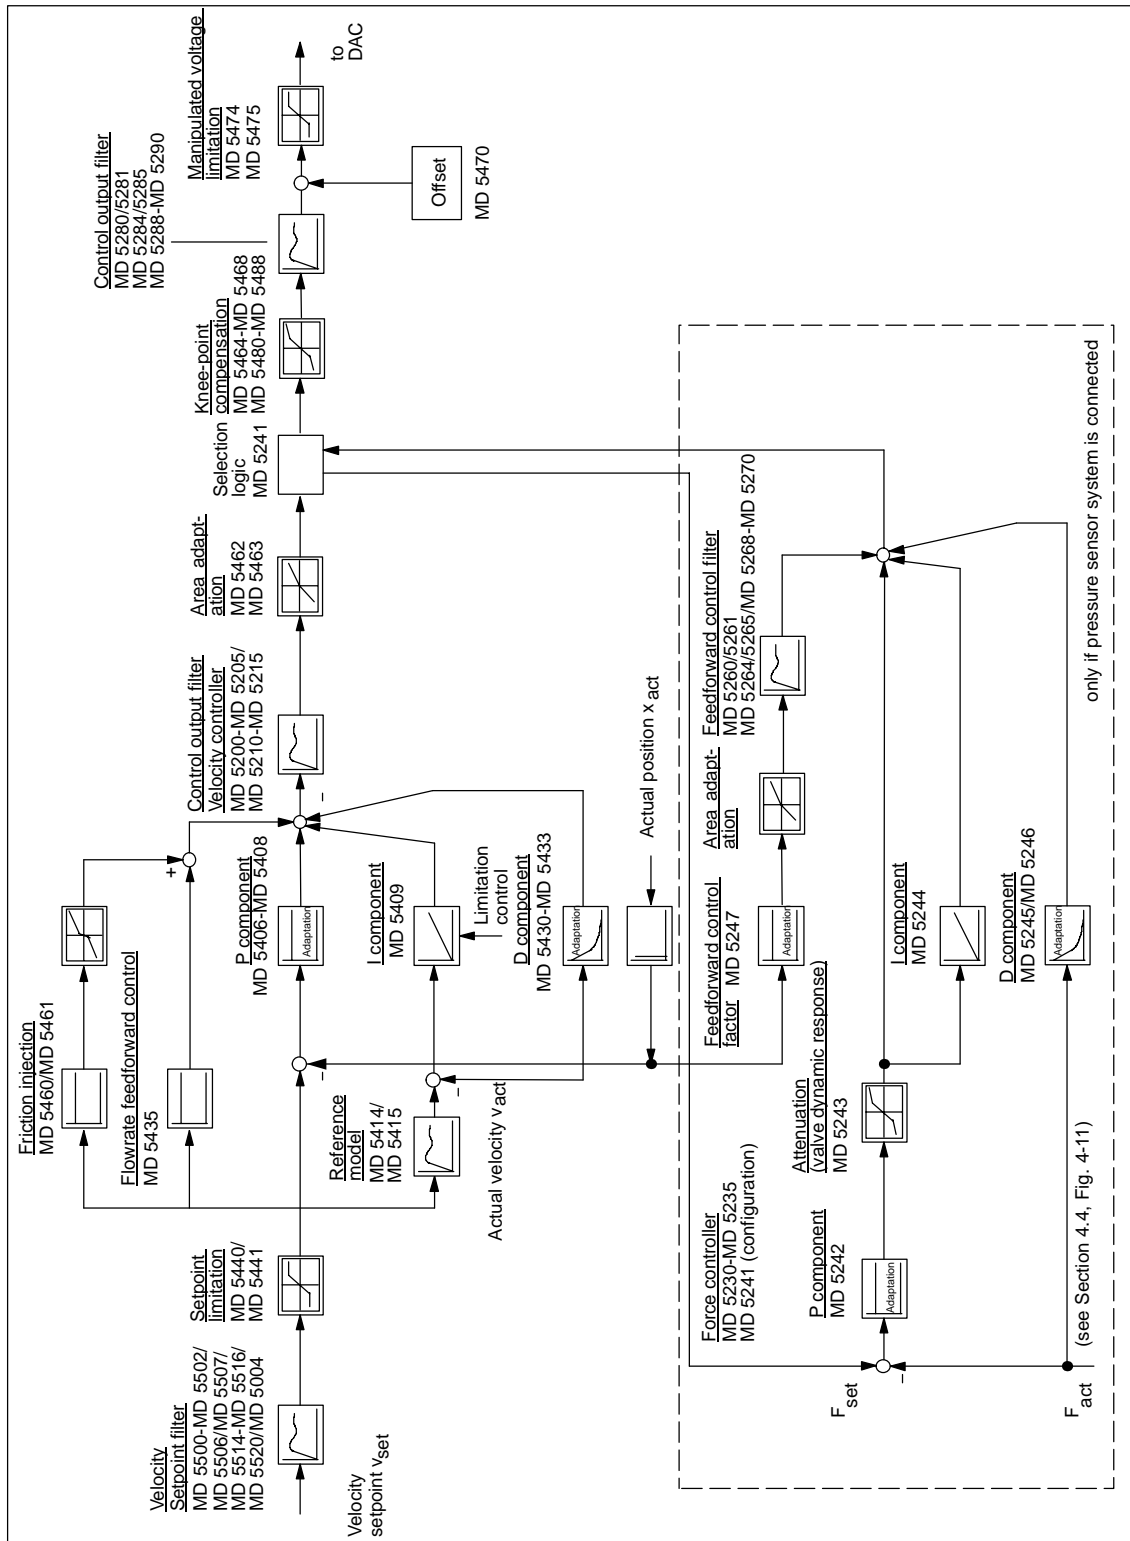 Velocity
Setpoint filter
MD 5500-MD 5502/
MD 5506/MD 5507/
MD 5514-MD 5516/
MD 5520/MD 5004
Velocity
setpoint vset
Setpoint
limitation
MD 5440/
MD 5441
Friction injection
MD 5460/MD 5461
Flowrate feedforward control
MD 5435
+
Reference
model
MD 5414/
MD 5415
Actual velocity vact
–
–
P component
MD 5406-MD 5408
Adaptation
I component
MD 5409
Limitation
control
D component
MD 5430-MD 5433
Adaptation
Actual position xact
–
Control output filter
Velocity controller
MD 5200-MD 5205/
MD 5210-MD 5215
Area adapt-
ation
MD 5462
MD 5463
Selection
logic
MD 5241
Knee-point
compensation
MD 5464-MD 5468
MD 5480-MD 5488
Control output filter
MD 5280/5281
MD 5284/5285
MD 5288-MD 5290
Offset
MD 5470
Manipulated voltage
limitation
MD 5474
MD 5475
to
DAC
Force controller
MD 5230-MD 5235
MD 5241 (configuration)
Fset
–
Fact
(see Section 4.4, Fig. 4-11)
P component
MD 5242
Adaptation
Attenuation
(valve dynamic response)
MD 5243
Feedforward control
factor MD 5247
Adaptation
Area adapt-
ation
Feedforward control filter
MD 5260/5261
MD 5264/5265/MD 5268-MD 5270
I component
MD 5244
D component
MD 5245/MD 5246
Adaptation
only if pressure sensor system is connected